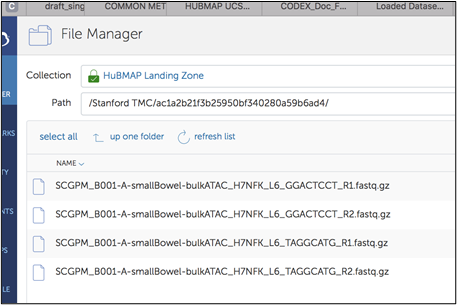 C draft_sing COMMON MET HUBMAP UCS... CODEX_Doc_F... Loaded Datase...
File Manager
Collection HuBMAP Landing Zone
Path /Stanford TMC/ac1a2b21f3b25950bf340280a59b6ad4/
ER
RKS
select all up one folder refresh list
NAME
TY
SCGPM_B001-A-smallBowel-bulkATAC_H7NFK_L6_GGACTCCT_R1.fastq.gz
NTS
SCGPM_B001-A-smallBowel-bulkATAC_H7NFK_L6_GGACTCCT_R2.fastq.gz
SCGPM_B001-A-smallBowel-bulkATAC_H7NFK_L6_TAGGCATG_R1.fastq.gz
PS
SCGPM_B001-A-smallBowel-bulkATAC_H7NFK_L6_TAGGCATG_R2.fastq.gz
LE